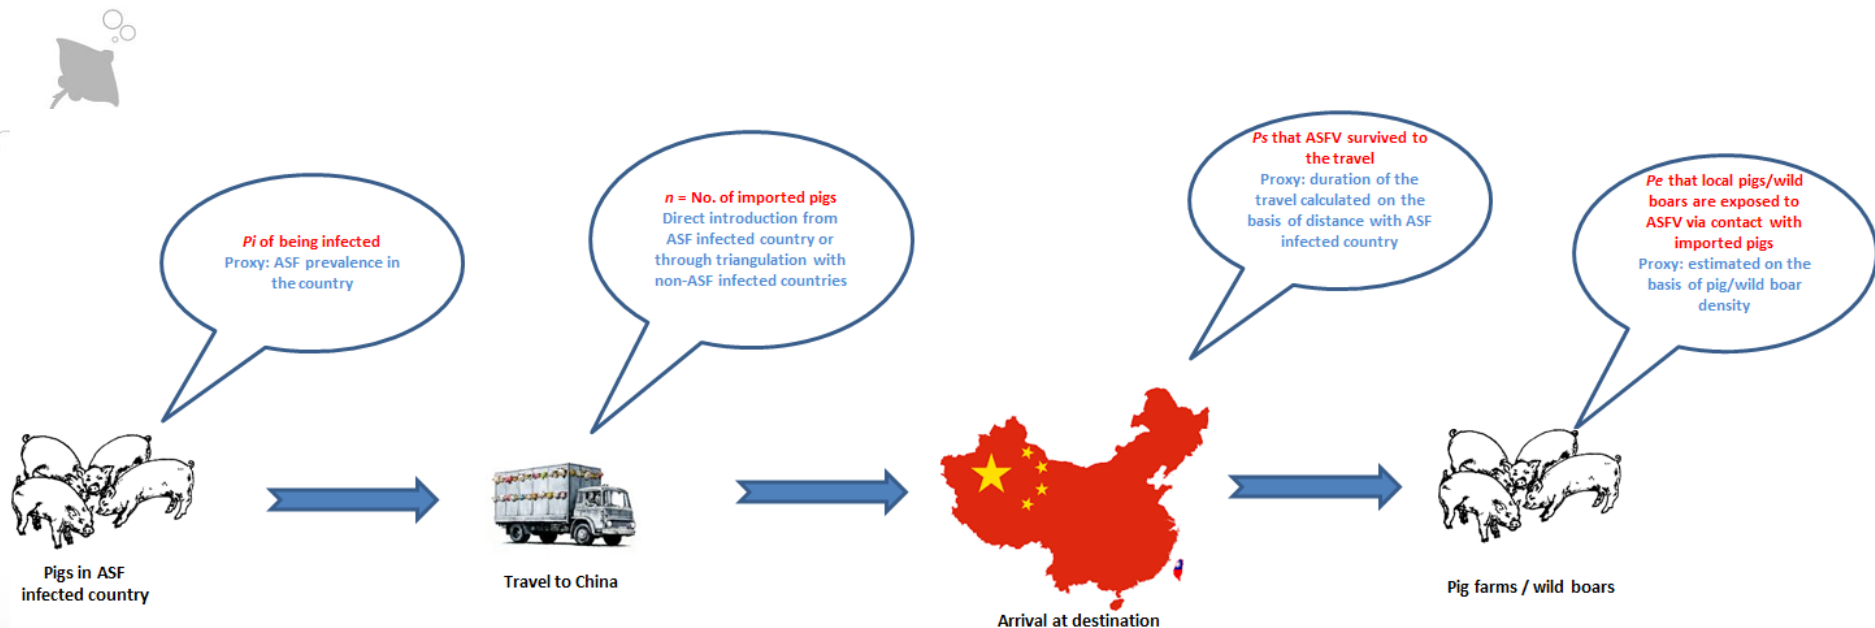 Pi of being infected
Proxy: ASF prevalence in
the country
n = No. of imported pigs
Direct introduction from
ASF infected country or
through triangulation with
non-ASF infected countries
Ps that ASFV survived to
the travel
Proxy: duration of the
travel calculated on the
basis of distance with ASF
infected country
Pe that local pigs/wild
boars are exposed to
ASFV via contact with
imported pigs
Proxy: estimated on the
basis of pig/wild boar
density
Pigs in ASF
infected country
Travel to China
Arrival at destination
Pig farms / wild boars